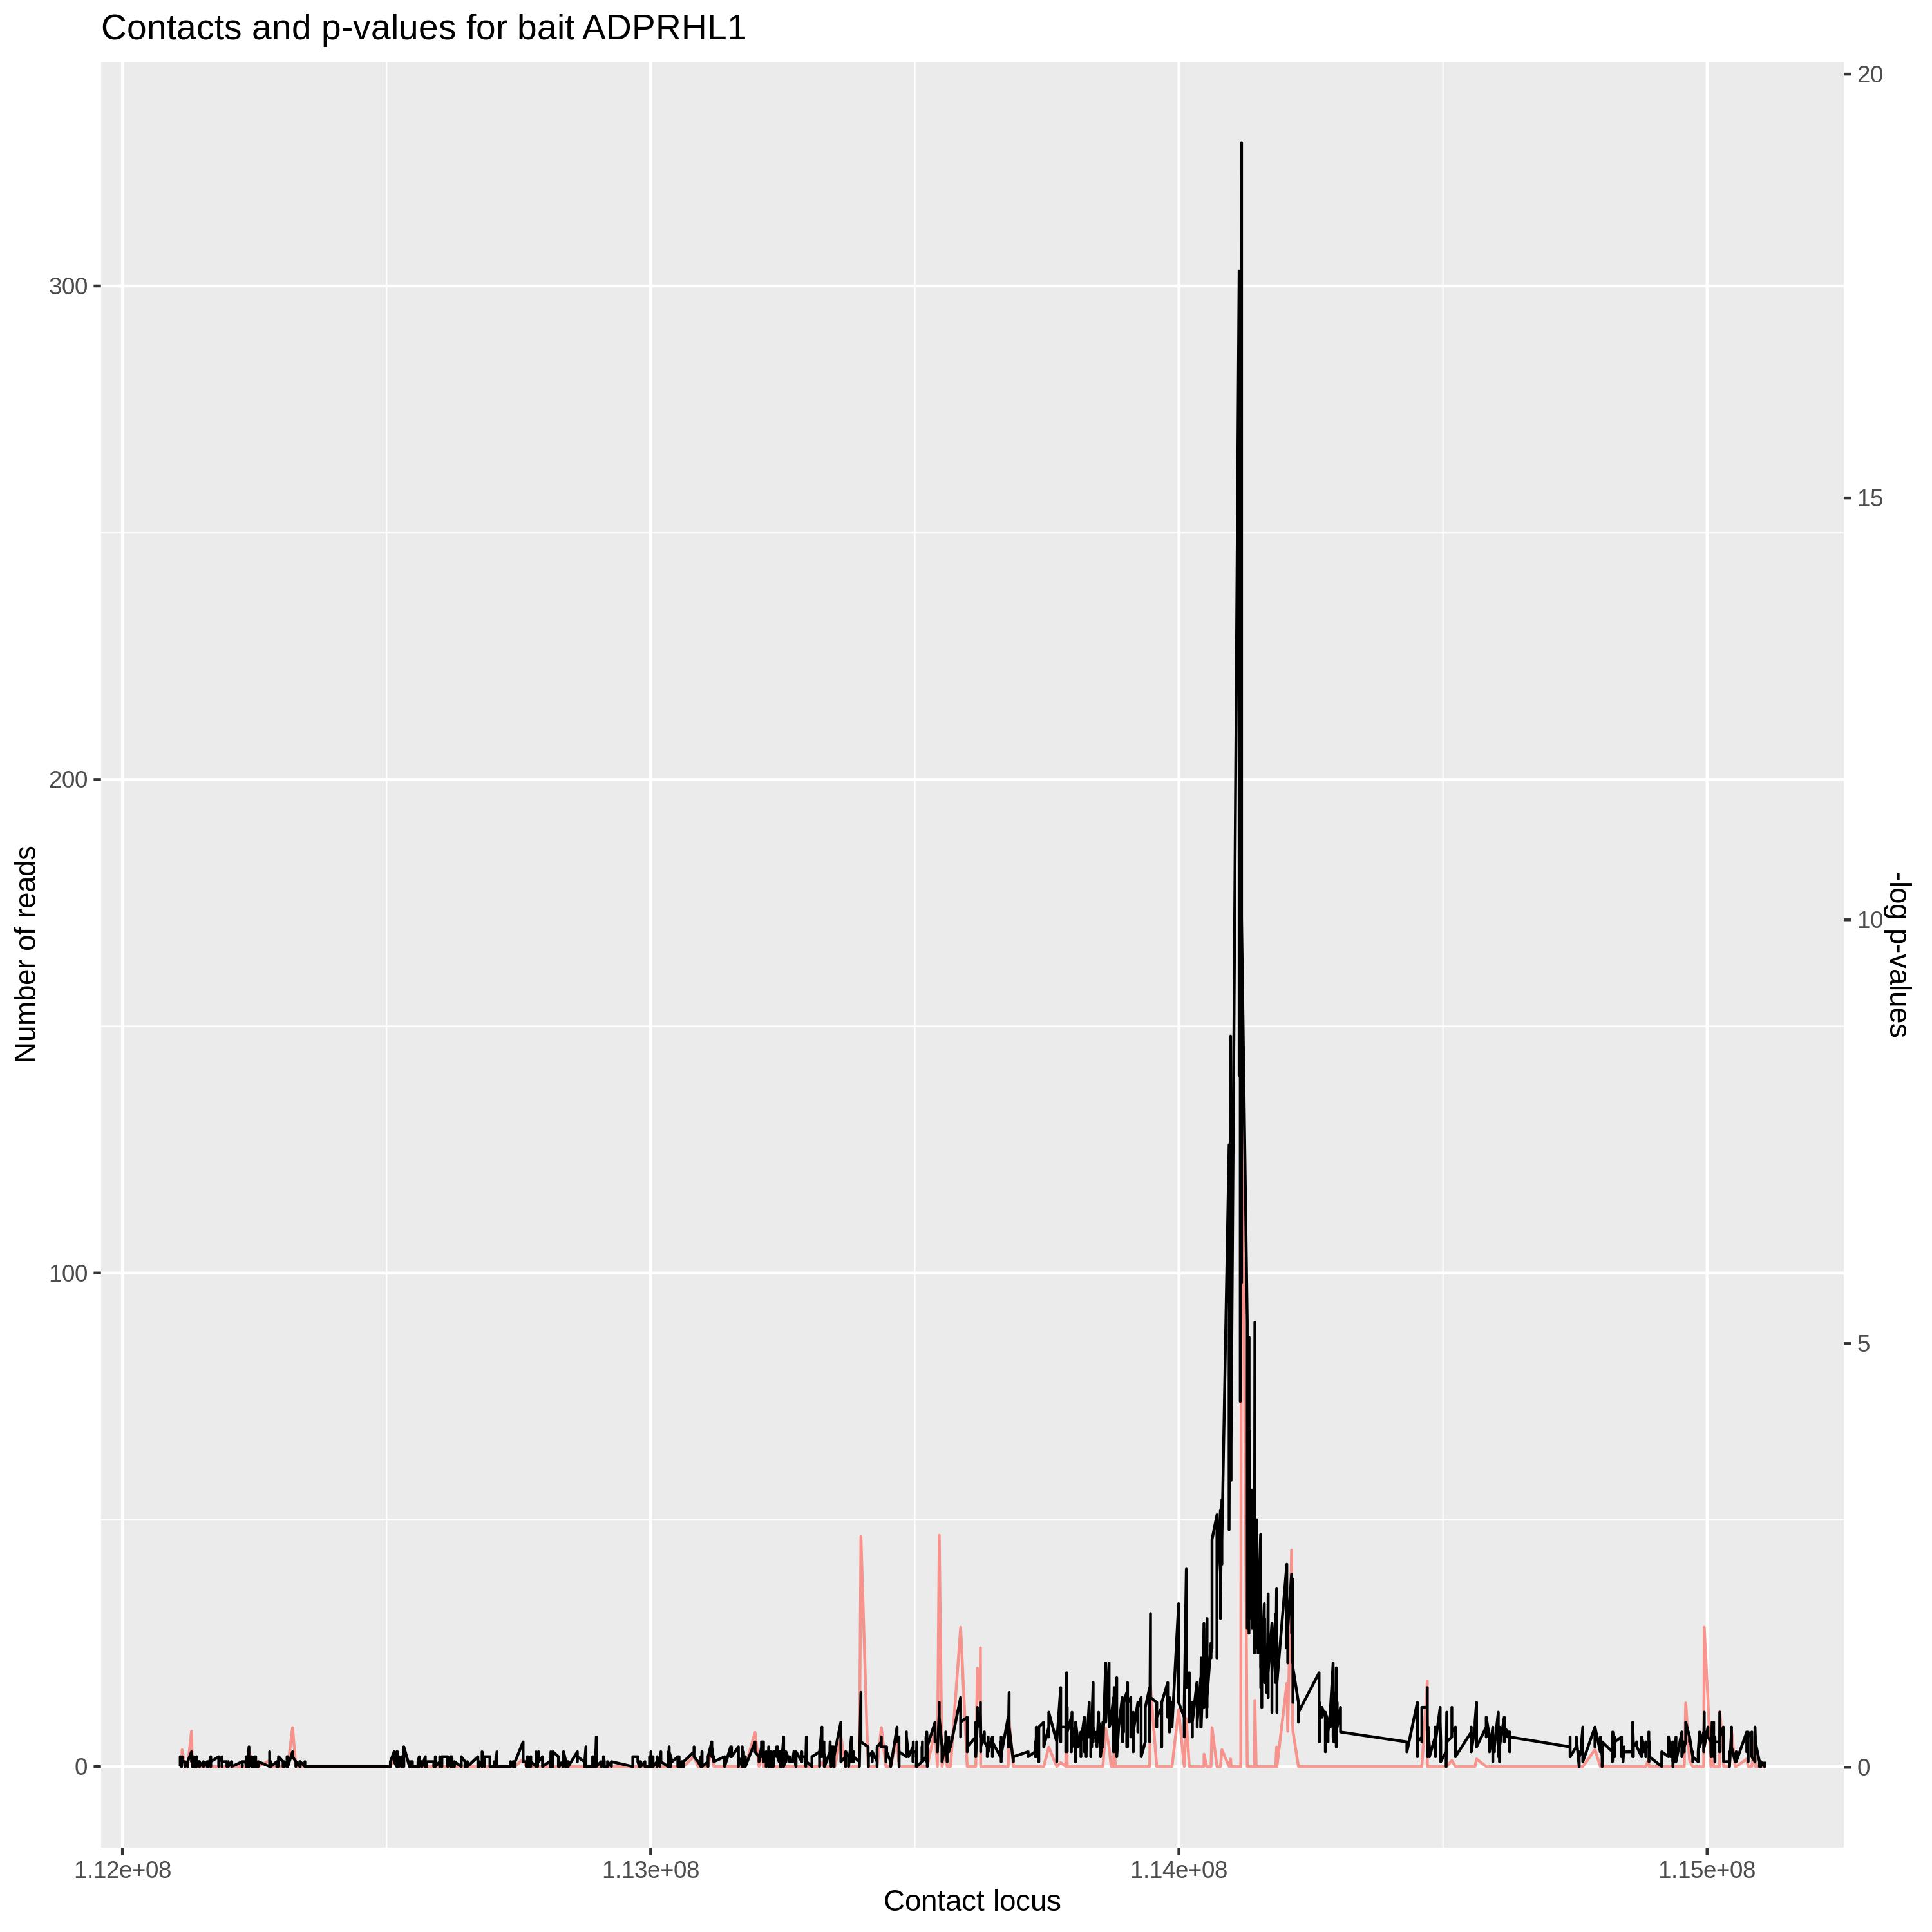 Contacts and p-values for bait ADPRHL1
Number of reads
300
200
100
0
20
15
10
5
0
-log p-values
1.12e+08
1.13e+08
1.14e+08
1.15e+08
Contact locus